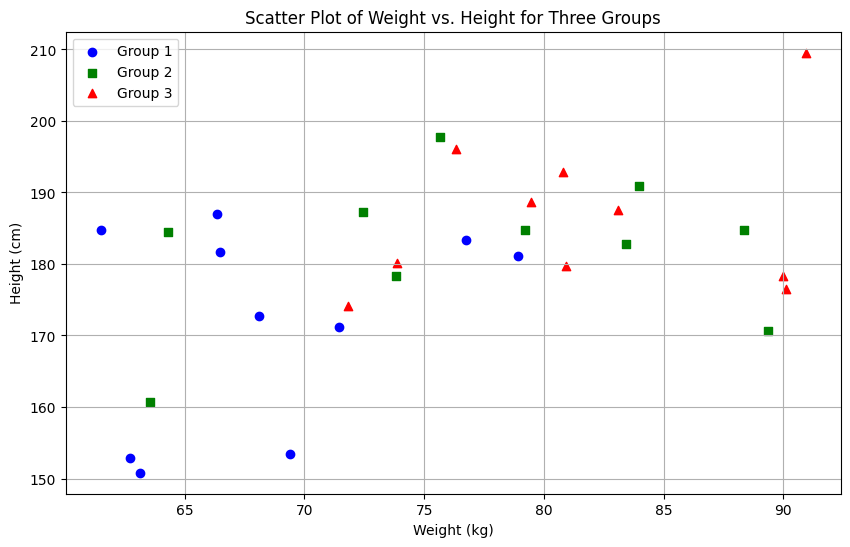 Scatter Plot of Weight vs. Height for Three Groups
Group 1
Group 2
Group 3
210
200
190
180
170
160
150
Height (cm)
65 70 75 80 85 90
Weight (kg)